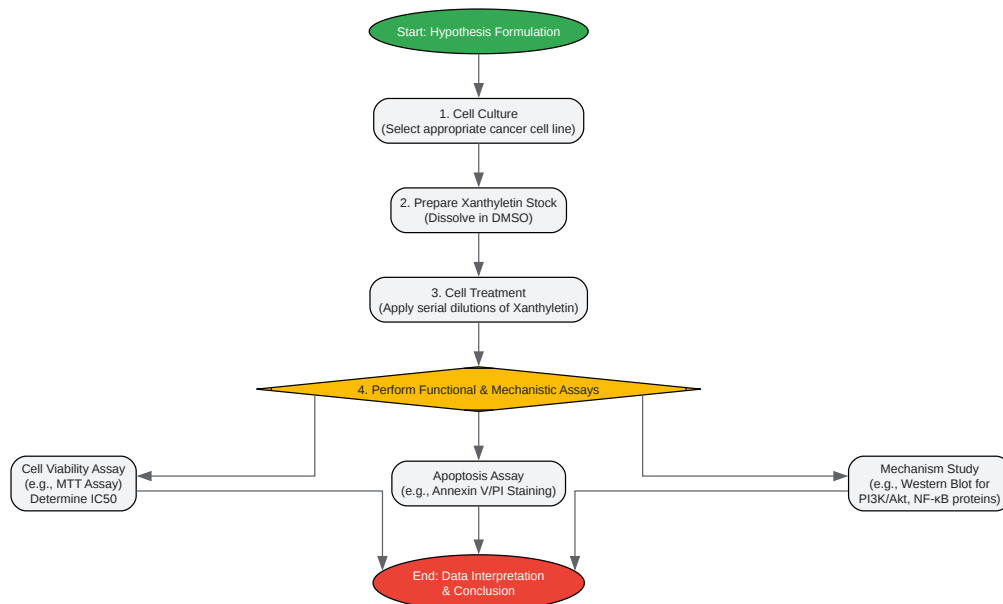 Start: Hypothesis Formulation
1. Cell Culture
(Select appropriate cancer cell line)
2. Prepare Xanthyletin Stock
(Dissolve in DMSO)
3. Cell Treatment
(Apply serial dilutions of Xanthyletin)
4. Perform Functional & Mechanistic Assays
Cell Viability Assay
(e.g., MTT Assay)
Determine IC50
Apoptosis Assay
(e.g., Annexin V/PI Staining)
Mechanism Study
(e.g., Western Blot for
PI3K/Akt, NF-κB proteins)
End: Data Interpretation
& Conclusion